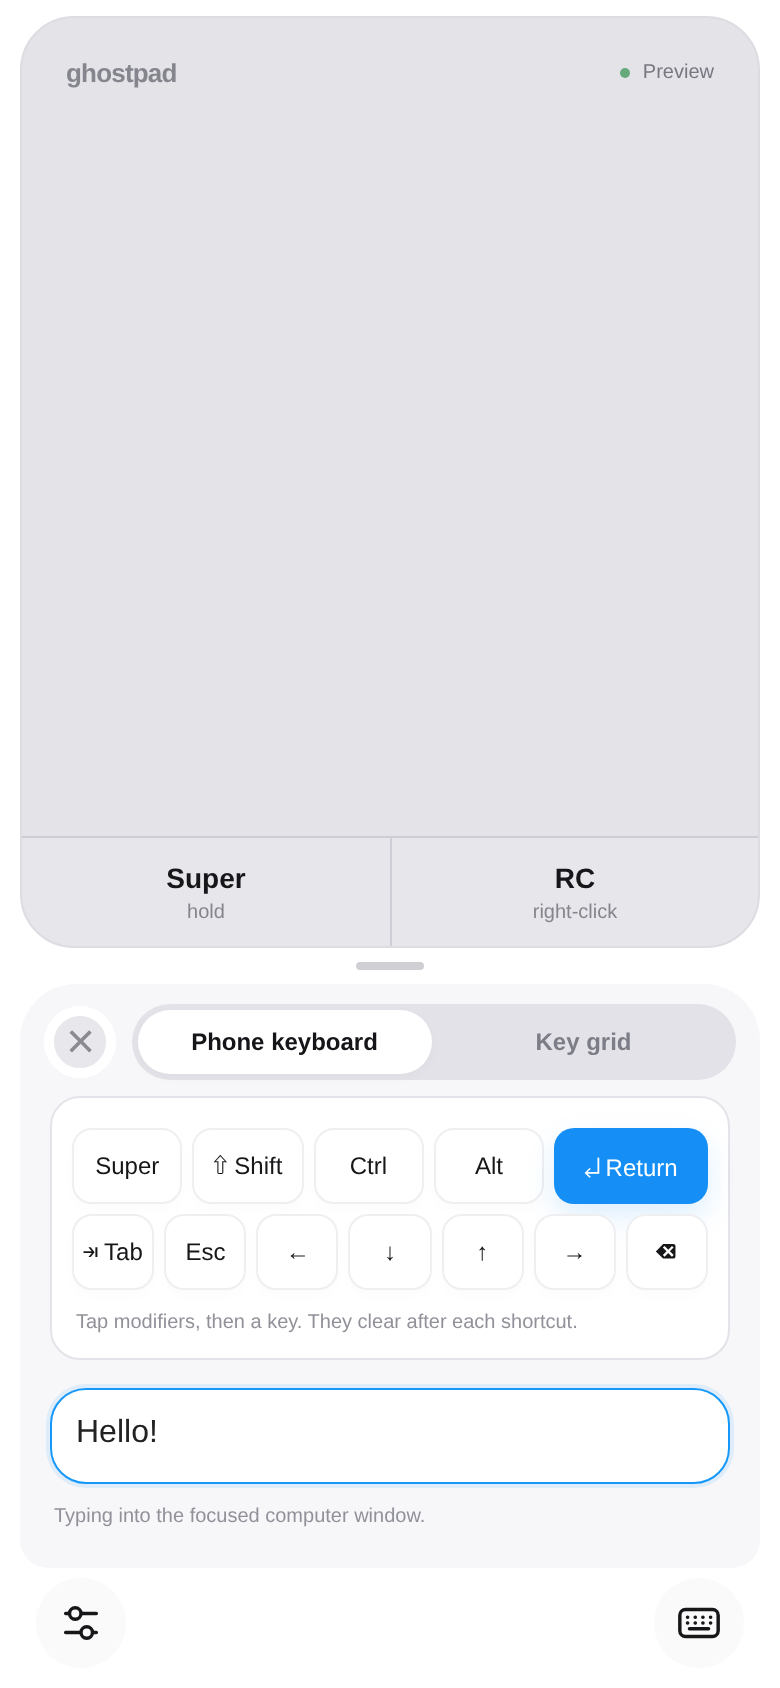 ghostpad
Preview
Super
hold
RC
right-click
Phone keyboard
Key grid
Super
⇧ Shift
Ctrl
Alt
↵ Return
⇥ Tab
Esc
←
↓
↑
→
⌫
Tap modifiers, then a key. They clear after each shortcut.
Hello!
Typing into the focused computer window.